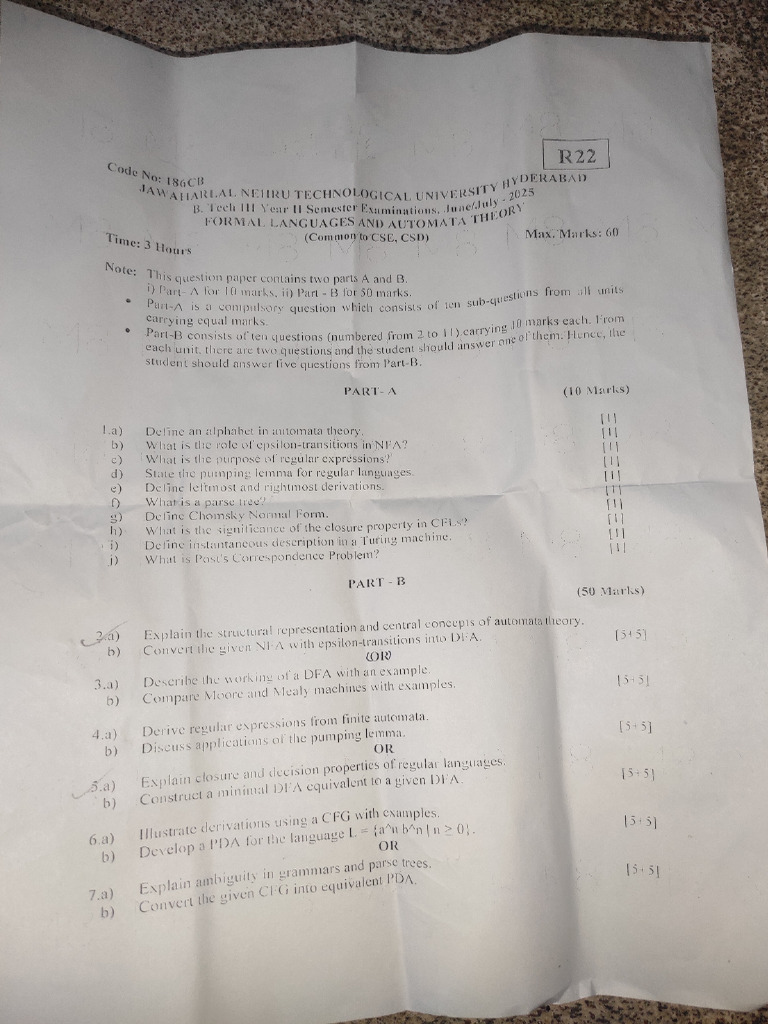 R22
Code No: 186CB
JAWAHARLAL NEHRU TECHNOLOGICAL UNIVERSITY HYDERABAD
B. Tech III Year II Semester Examinations, June/July - 2025
FORMAL LANGUAGES AND AUTOMATA THEORY
(Common to CSE, CSD)
Time: 3 Hours Max. Marks: 60
Note: This question paper contains two parts A and B.
i) Part- A for 10 marks, ii) Part - B for 50 marks.
• Part-A is a compulsory question which consists of ten sub-questions from all units
carrying equal marks.
• Part-B consists of ten questions (numbered from 2 to 11) carrying 10 marks each. From
each unit, there are two questions and the student should answer one of them. Hence, the
student should answer five questions from Part-B.
PART- A
(10 Marks)
1.a) Define an alphabet in automata theory. [1]
b) What is the role of epsilon-transitions in NFA? [1]
c) What is the purpose of regular expressions? [1]
d) State the pumping lemma for regular languages. [1]
e) Define leftmost and rightmost derivations. [1]
f) What is a parse tree? [1]
g) Define Chomsky Normal Form. [1]
h) What is the significance of the closure property in CFLs? [1]
i) Define instantaneous description in a Turing machine. [1]
j) What is Post's Correspondence Problem? [1]
PART - B
(50 Marks)
2.a) Explain the structural representation and central concepts of automata theory.
b) Convert the given NFA with epsilon-transitions into DFA. [5+5]
(OR)
3.a) Describe the working of a DFA with an example.
b) Compare Moore and Mealy machines with examples. [5+5]
4.a) Derive regular expressions from finite automata.
b) Discuss applications of the pumping lemma. [5+5]
OR
5.a) Explain closure and decision properties of regular languages.
b) Construct a minimal DFA equivalent to a given DFA. [5+5]
6.a) Illustrate derivations using a CFG with examples.
b) Develop a PDA for the language L = {a^n b^n | n ≥ 0}. [5+5]
OR
7.a) Explain ambiguity in grammars and parse trees.
b) Convert the given CFG into equivalent PDA. [5+5]